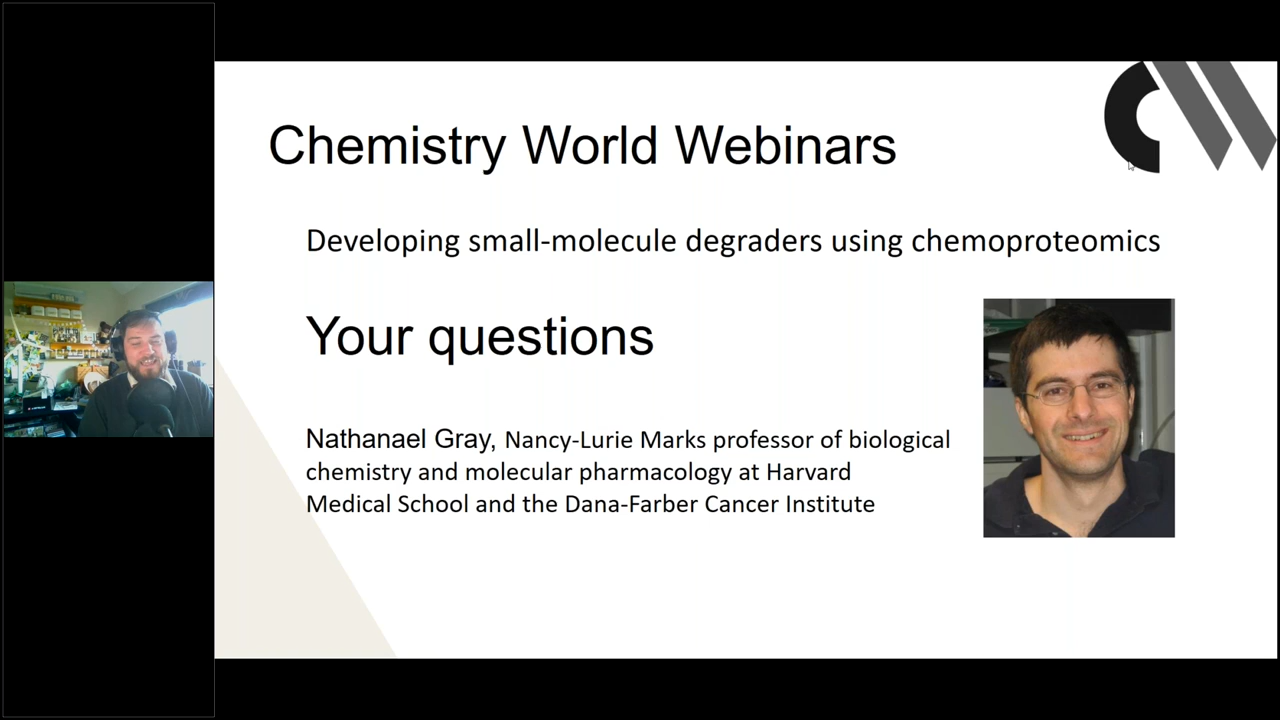 Chemistry World Webinars
Developing small-molecule degraders using chemoproteomics
Your questions
Nathanael Gray, Nancy-Lurie Marks professor of biological
chemistry and molecular pharmacology at Harvard
Medical School and the Dana-Farber Cancer Institute